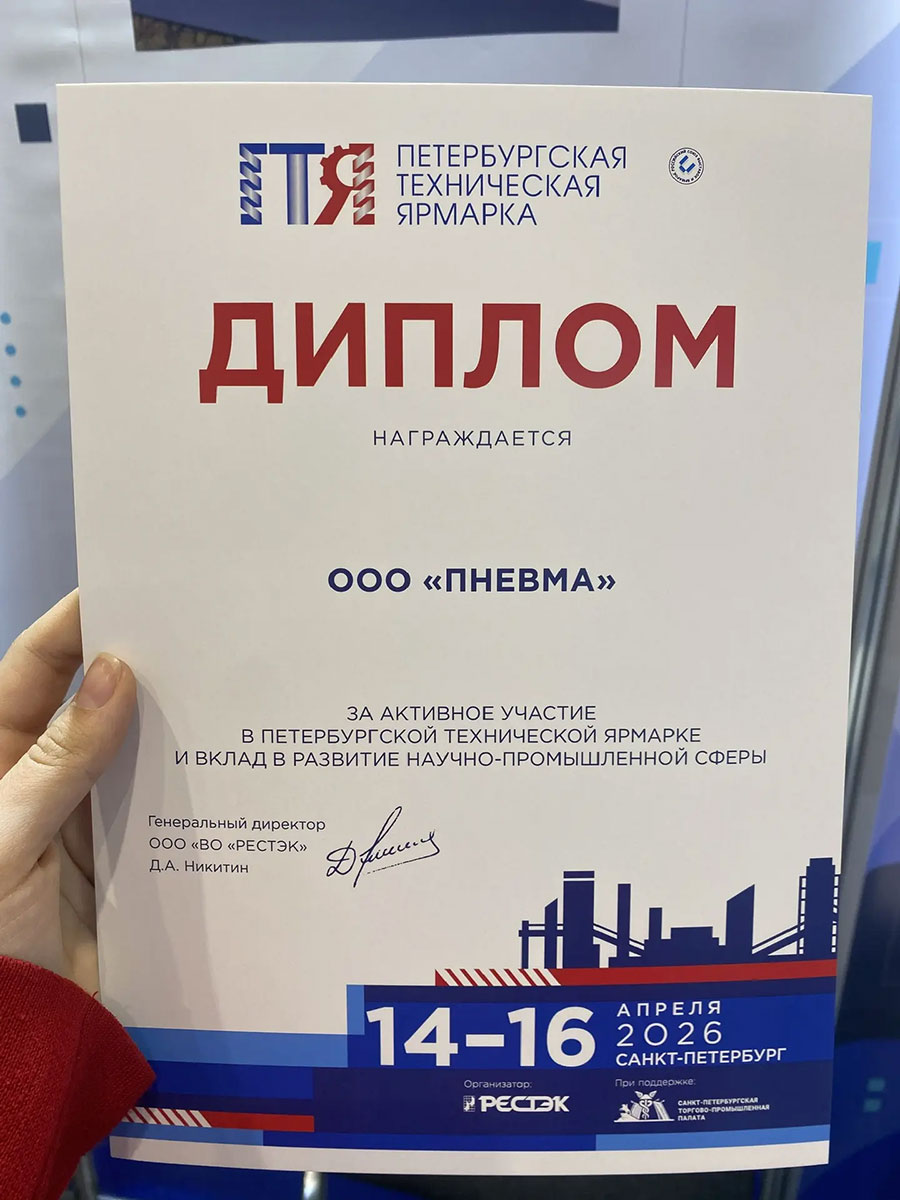 ПТЯ
ПЕТЕРБУРГСКАЯ
ТЕХНИЧЕСКАЯ
ЯРМАРКА
ДИПЛОМ
НАГРАЖДАЕТСЯ
ООО «ПНЕВМА»
ЗА АКТИВНОЕ УЧАСТИЕ
В ПЕТЕРБУРГСКОЙ ТЕХНИЧЕСКОЙ ЯРМАРКЕ
И ВКЛАД В РАЗВИТИЕ НАУЧНО-ПРОМЫШЛЕННОЙ СФЕРЫ
Генеральный директор
ООО «ВО «РЕСТЭК»
Д.А. Никитин
14–16
АПРЕЛЯ
2026
САНКТ-ПЕТЕРБУРГ
Организатор:
РЕСТЭК
При поддержке:
САНКТ-ПЕТЕРБУРГСКАЯ
ТОРГОВО-ПРОМЫШЛЕННАЯ
ПАЛАТА